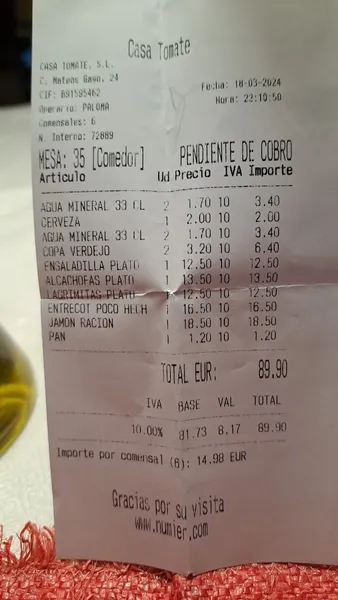 Casa Tomate
CASA TOMATE, S.L.
C. Mateos Gago, 24
CIF: B91595462
Operario: PALOMA
Comensales: 6
N. Interno: 72889
Fecha: 18-03-2024
Hora: 23:10:50
MESA: 35 [Comedor] PENDIENTE DE COBRO
Articulo Ud Precio IVA Importe
AGUA MINERAL 33 CL 2 1.70 10 3.40
CERVEZA 1 2.00 10 2.00
AGUA MINERAL 33 CL 2 1.70 10 3.40
COPA VERDEJO 2 3.20 10 6.40
ENSALADILLA PLATO 1 12.50 10 12.50
ALCACHOFAS PLATO 1 13.50 10 13.50
LAGRIMITAS PLATO 1 12.50 10 12.50
ENTRECOT POCO HECH 1 16.50 10 16.50
JAMON RACION 1 18.50 10 18.50
PAN 1 1.20 10 1.20
TOTAL EUR: 89.90
IVA BASE VAL TOTAL
10.00% 81.73 8.17 89.90
Importe por comensal (6): 14.98 EUR
Gracias por su visita
www.numier.com